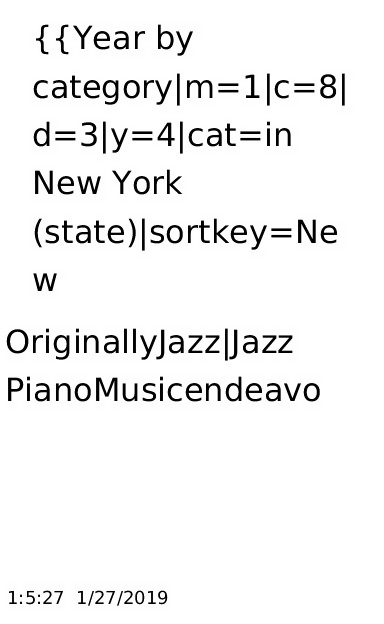 {{Year by
category|m=1|c=8|
d=3|y=4|cat=in
New York
(state)|sortkey=Ne
w
OriginallyJazz|Jazz
PianoMusicendeavo
1:5:27  1/27/2019